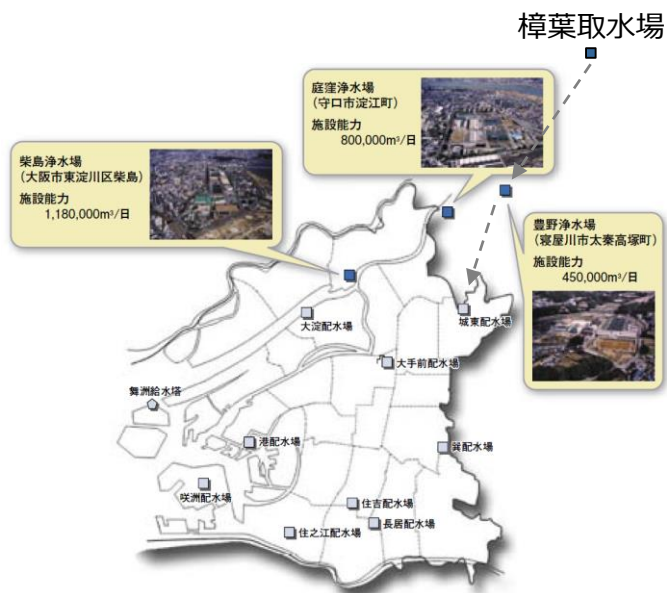 樟葉取水場
庭窪浄水場
(守口市淀江町)
施設能力
800,000m³/日
柴島浄水場
(大阪市東淀川区柴島)
施設能力
1,180,000m³/日
豊野浄水場
(寝屋川市太秦高塚町)
施設能力
450,000m³/日
大淀配水場
城東配水場
大手前配水場
舞洲給水塔
港配水場
巽配水場
咲洲配水場
住吉配水場
長居配水場
住之江配水場